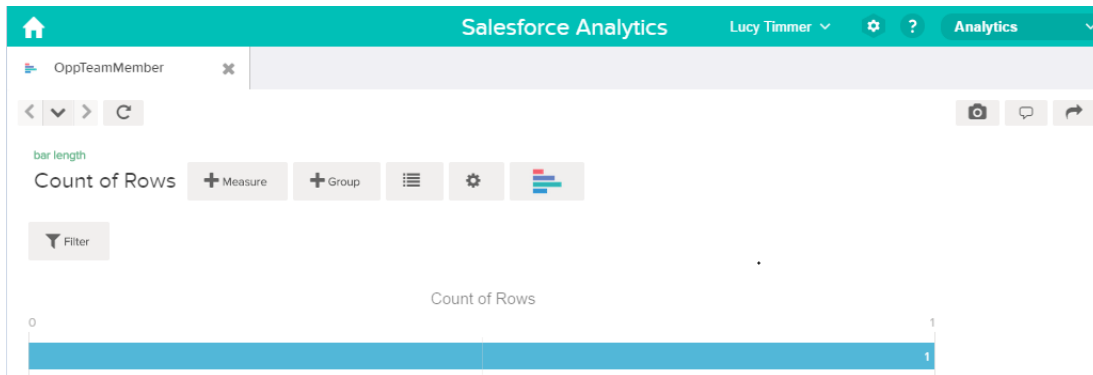 Salesforce Analytics Lucy Timmer ? Analytics
OppTeamMember
bar length
Count of Rows + Measure + Group
Filter
Count of Rows
0 1
1